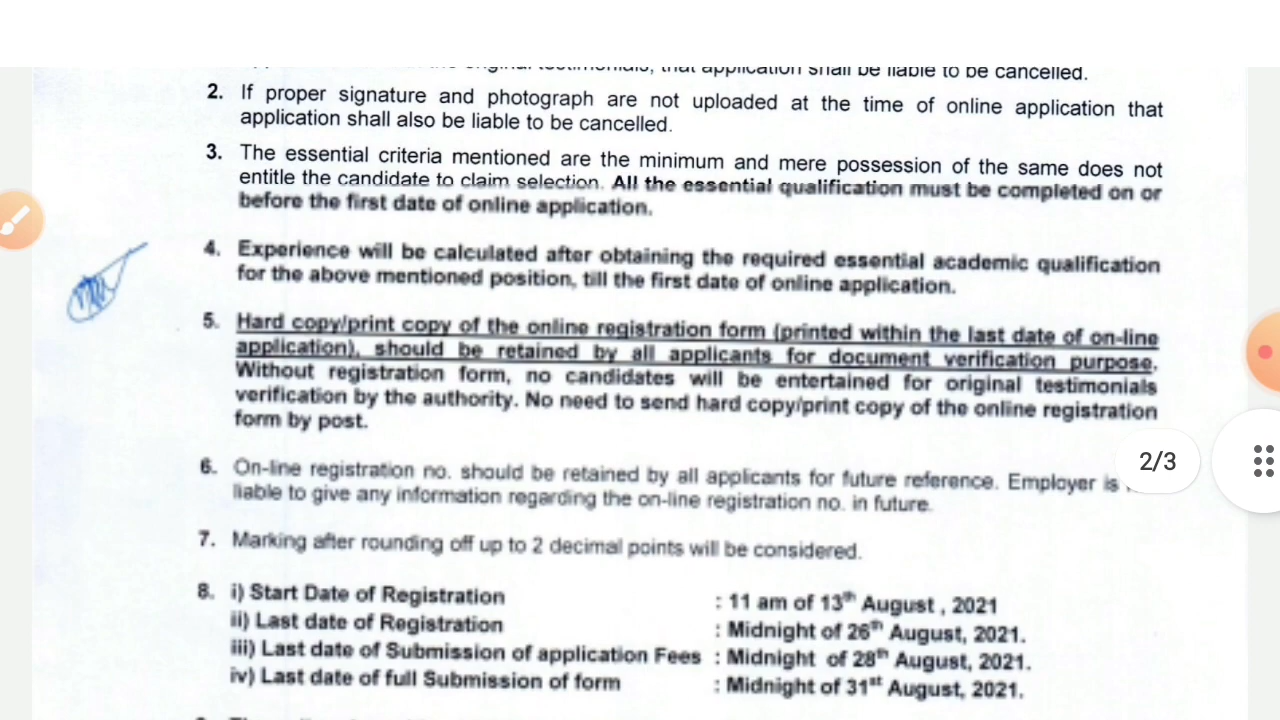 original testimonials, that application shall be liable to be cancelled.
2. If proper signature and photograph are not uploaded at the time of online application that
application shall also be liable to be cancelled.
3. The essential criteria mentioned are the minimum and mere possession of the same does not
entitle the candidate to claim selection. All the essential qualification must be completed on or
before the first date of online application.
4. Experience will be calculated after obtaining the required essential academic qualification
for the above mentioned position, till the first date of online application.
5. Hard copy/print copy of the online registration form (printed within the last date of on-line
application), should be retained by all applicants for document verification purpose.
Without registration form, no candidates will be entertained for original testimonials
verification by the authority. No need to send hard copy/print copy of the online registration
form by post.
6. On-line registration no. should be retained by all applicants for future reference. Employer is
liable to give any information regarding the on-line registration no. in future.
2/3
7. Marking after rounding off up to 2 decimal points will be considered.
8. i) Start Date of Registration : 11 am of 13th August , 2021
ii) Last date of Registration : Midnight of 26th August, 2021.
iii) Last date of Submission of application Fees : Midnight of 28th August, 2021.
iv) Last date of full Submission of form : Midnight of 31st August, 2021.